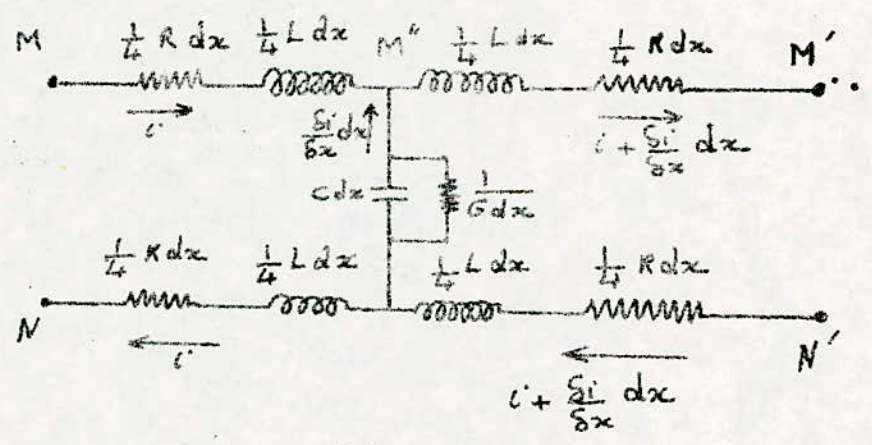 M ¼ R dx ¼ L dx M'' ¼ L dx ¼ R dx M'
i δi/δx dx i + δi/δx dx
C dx 1/G dx
¼ R dx ¼ L dx ¼ L dx ¼ R dx
N i N'
i + δi/δx dx